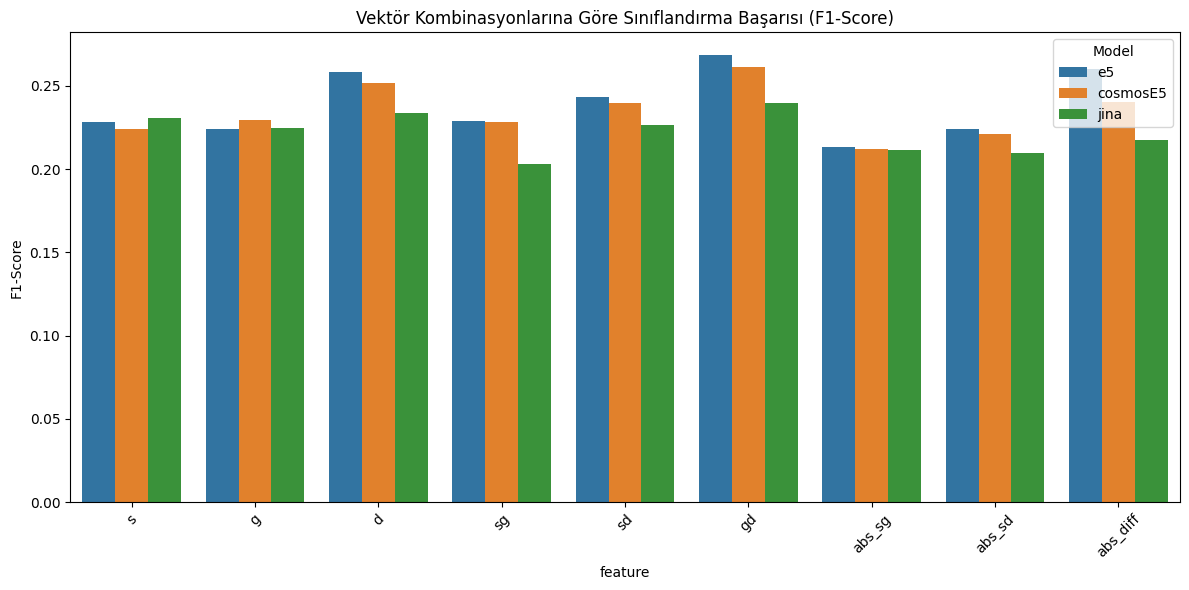 Vektör Kombinasyonlarına Göre Sınıflandırma Başarısı (F1-Score)
Model
e5
cosmosE5
jina
F1-Score
0.25
0.20
0.15
0.10
0.05
0.00
s
g
d
sg
sd
gd
abs_sg
abs_sd
abs_diff
feature